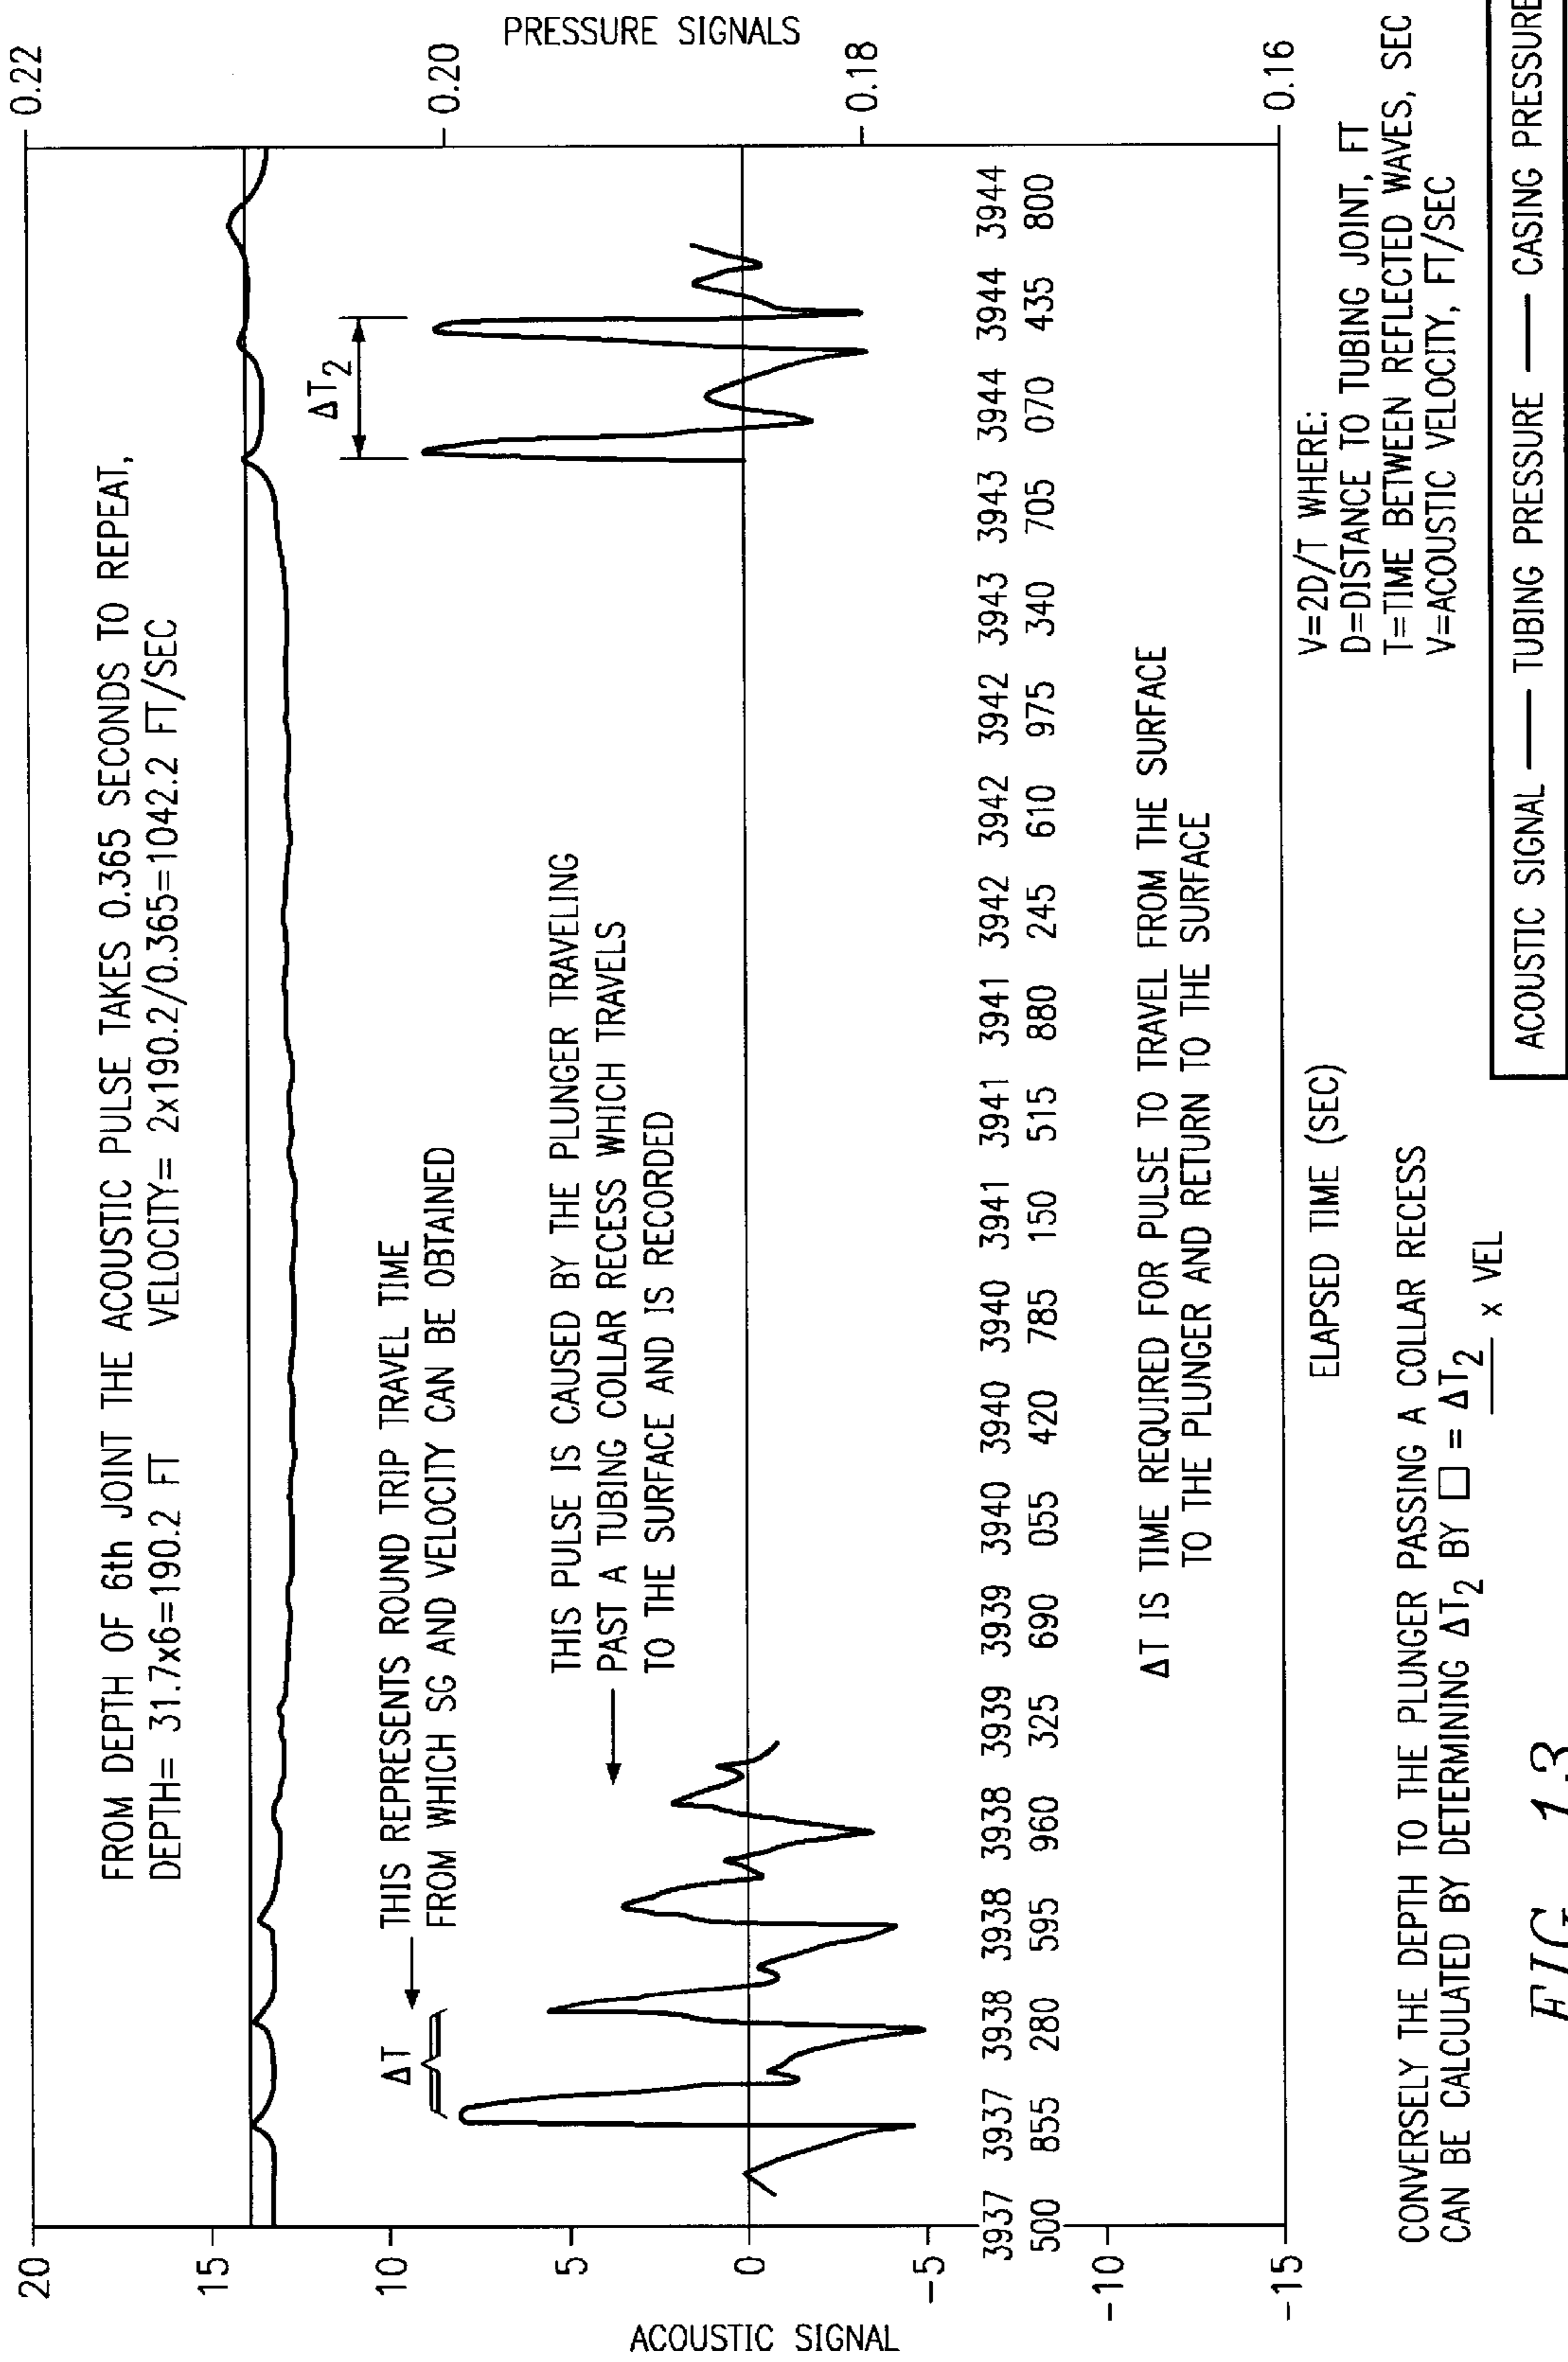 FROM DEPTH OF 6th JOINT THE ACOUSTIC PULSE TAKES 0.365 SECONDS TO REPEAT,
DEPTH= 31.7x6=190.2 FT VELOCITY= 2x190.2/0.365=1042.2 FT/SEC
ΔT
THIS REPRESENTS ROUND TRIP TRAVEL TIME
FROM WHICH SG AND VELOCITY CAN BE OBTAINED
ΔT2
THIS PULSE IS CAUSED BY THE PLUNGER TRAVELING
PAST A TUBING COLLAR RECESS WHICH TRAVELS
TO THE SURFACE AND IS RECORDED
20
15
10
5
0
-5
-10
-15
ACOUSTIC SIGNAL
0.22
0.20
0.18
0.16
PRESSURE SIGNALS
3937 3937 3938 3938 3938 3939 3939 3940 3940 3940 3941 3941 3941 3942 3942 3942 3943 3943 3944 3944 3944
500 855 280 595 960 325 690 055 420 785 150 515 880 245 610 975 340 705 070 435 800
ΔT IS TIME REQUIRED FOR PULSE TO TRAVEL FROM THE SURFACE
TO THE PLUNGER AND RETURN TO THE SURFACE
ELAPSED TIME (SEC)
V=2D/T WHERE:
D=DISTANCE TO TUBING JOINT, FT
T=TIME BETWEEN REFLECTED WAVES, SEC
V=ACOUSTIC VELOCITY, FT/SEC
CONVERSELY THE DEPTH TO THE PLUNGER PASSING A COLLAR RECESS
CAN BE CALCULATED BY DETERMINING ΔT2 BY □ = ΔT2 x VEL
ACOUSTIC SIGNAL — TUBING PRESSURE — CASING PRESSURE
FIG. 13